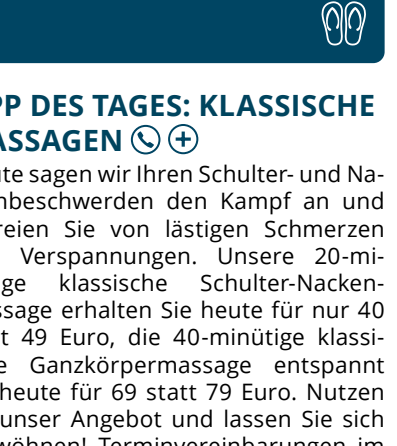 PP DES TAGES: KLASSISCHE
ASSAGEN
ute sagen wir Ihren Schulter- und Na-
nbeschwerden den Kampf an und
reien Sie von lästigen Schmerzen
Verspannungen. Unsere 20-mi-
ge klassische Schulter-Nacken-
ssage erhalten Sie heute für nur 40
t 49 Euro, die 40-minütige klassi-
e Ganzkörpermassage entspannt
heute für 69 statt 79 Euro. Nutzen
unser Angebot und lassen Sie sich
wöhnen! Terminvereinbarungen im